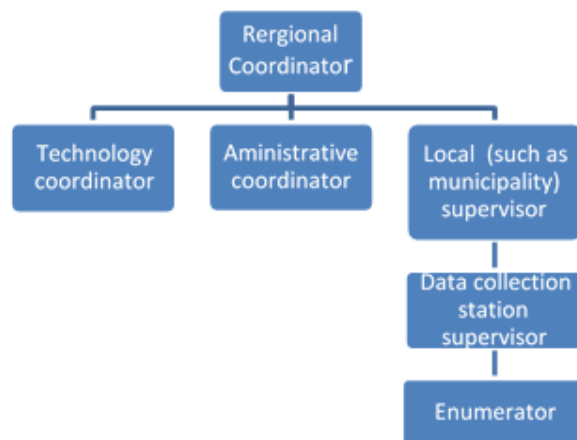 Rergional
Coordinator
Technology
coordinator
Aministrative
coordinator
Local (such as
municipality)
supervisor
Data collection
station
supervisor
Enumerator